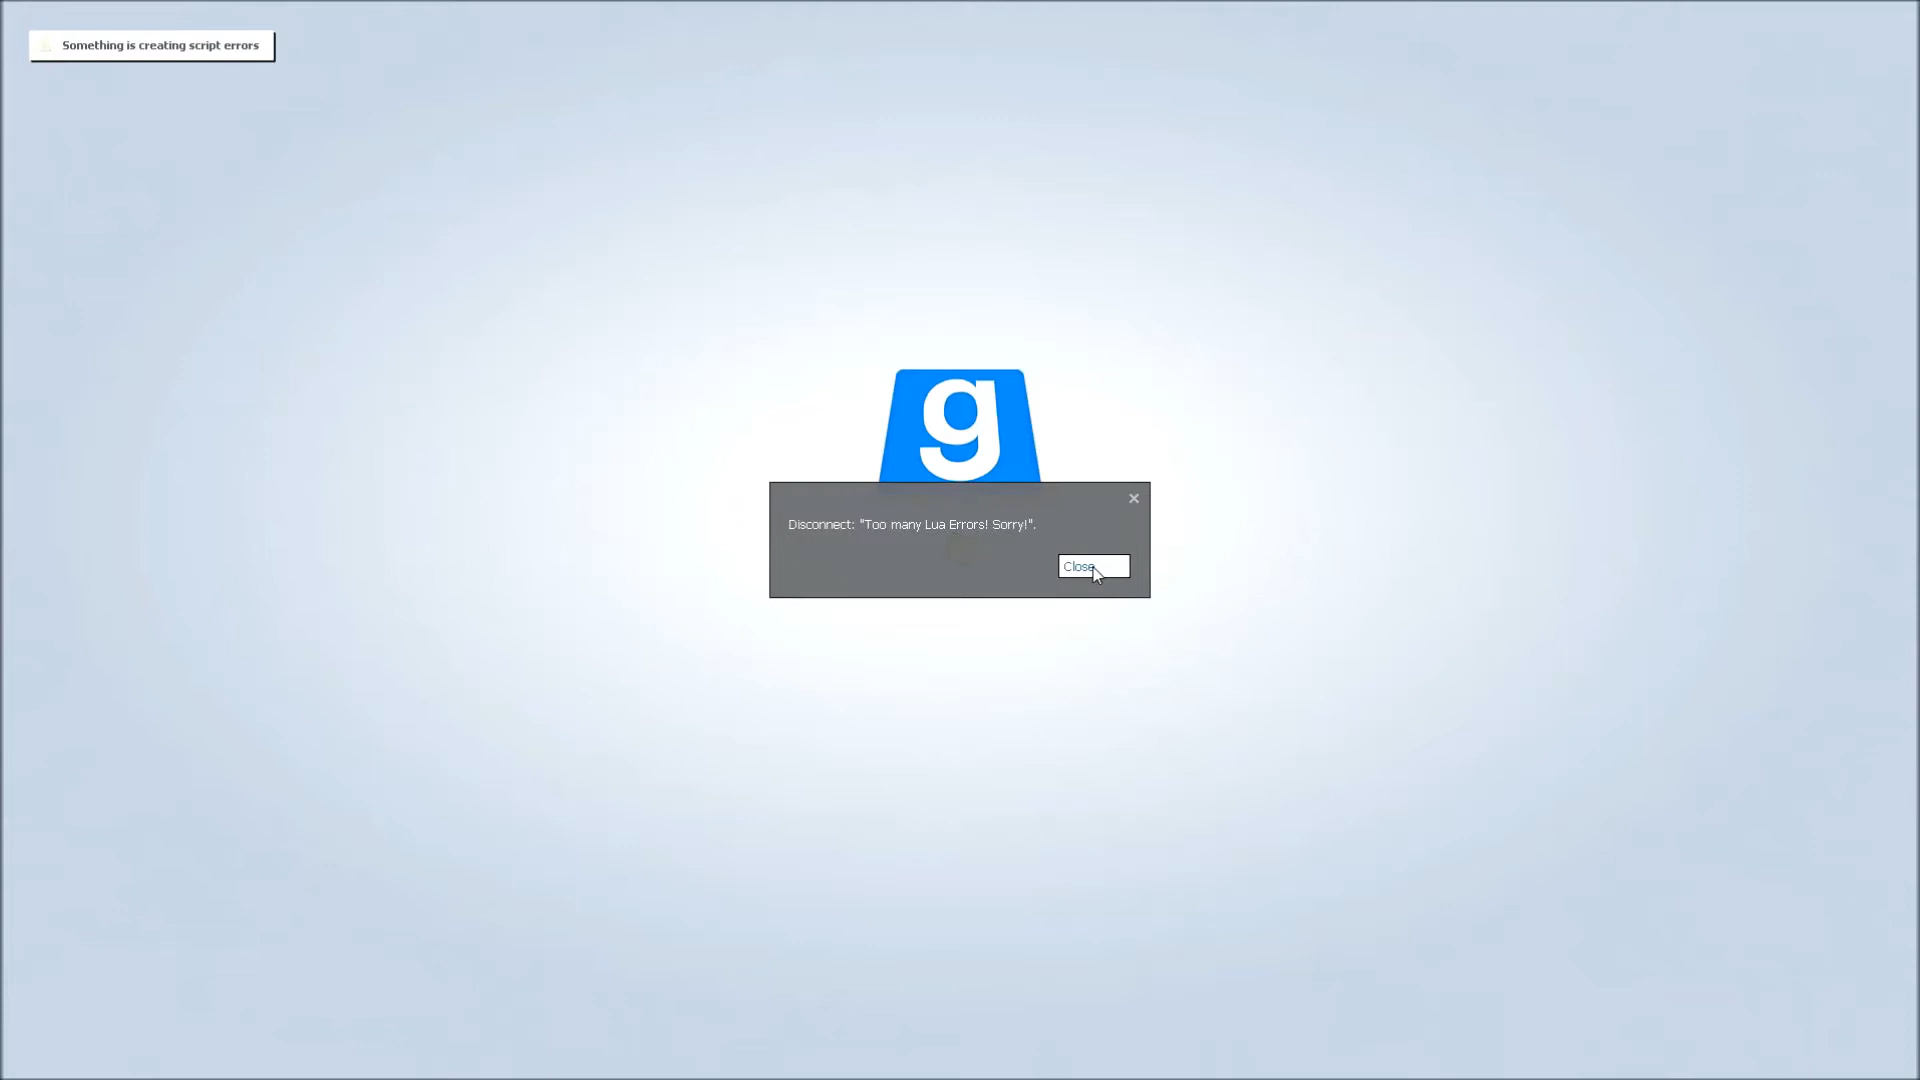 Something is creating script errors
g
Disconnect: "Too many Lua Errors! Sorry!".
Close